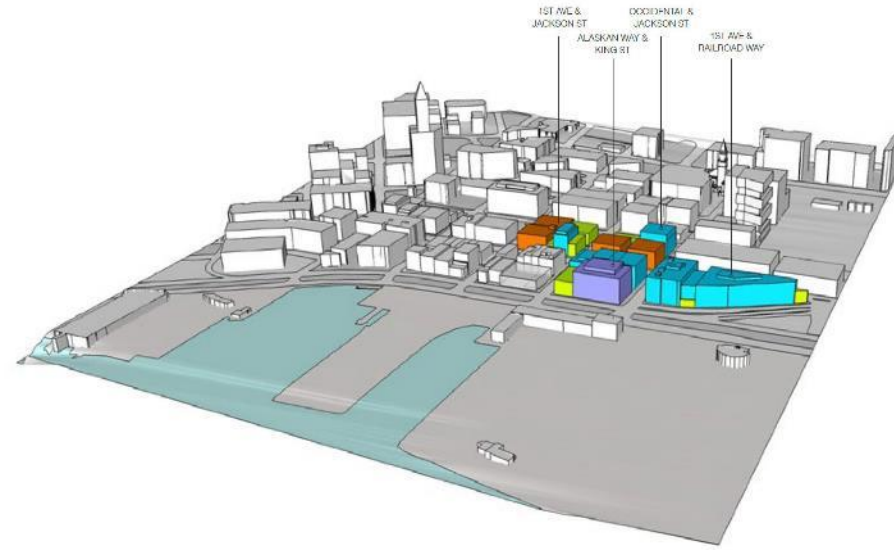 1ST AVE &
JACKSON ST
ALASKAN WAY &
KING ST
OCCIDENTAL &
JACKSON ST
1ST AVE &
RAILROAD WAY